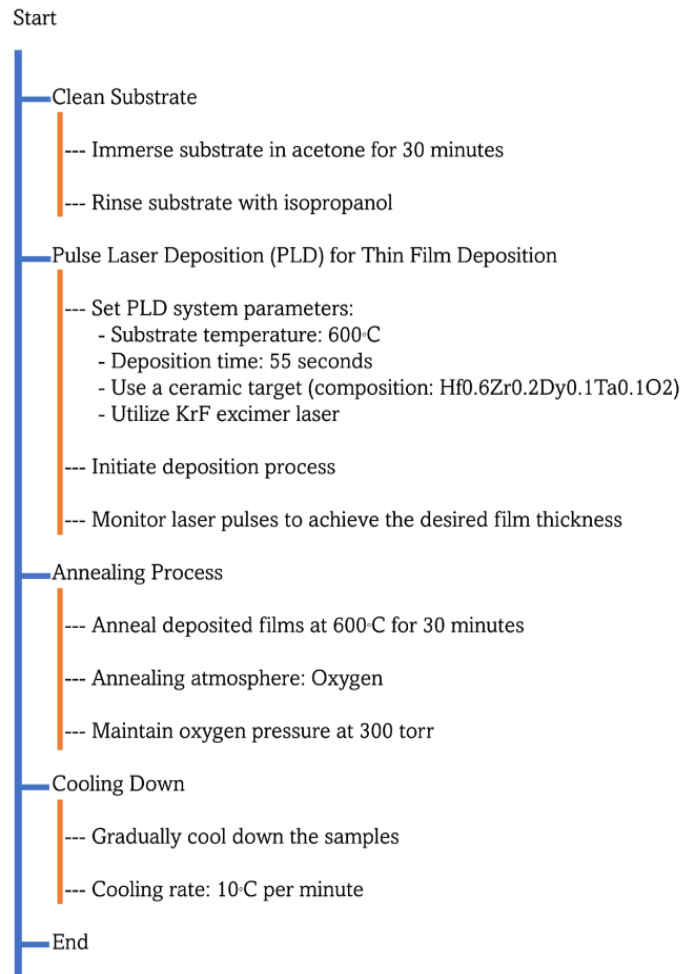 Start
Clean Substrate
--- Immerse substrate in acetone for 30 minutes
--- Rinse substrate with isopropanol
Pulse Laser Deposition (PLD) for Thin Film Deposition
--- Set PLD system parameters:
- Substrate temperature: 600◦C
- Deposition time: 55 seconds
- Use a ceramic target (composition: Hf0.6Zr0.2Dy0.1Ta0.1O2)
- Utilize KrF excimer laser
--- Initiate deposition process
--- Monitor laser pulses to achieve the desired film thickness
Annealing Process
--- Anneal deposited films at 600◦C for 30 minutes
--- Annealing atmosphere: Oxygen
--- Maintain oxygen pressure at 300 torr
Cooling Down
--- Gradually cool down the samples
--- Cooling rate: 10◦C per minute
End